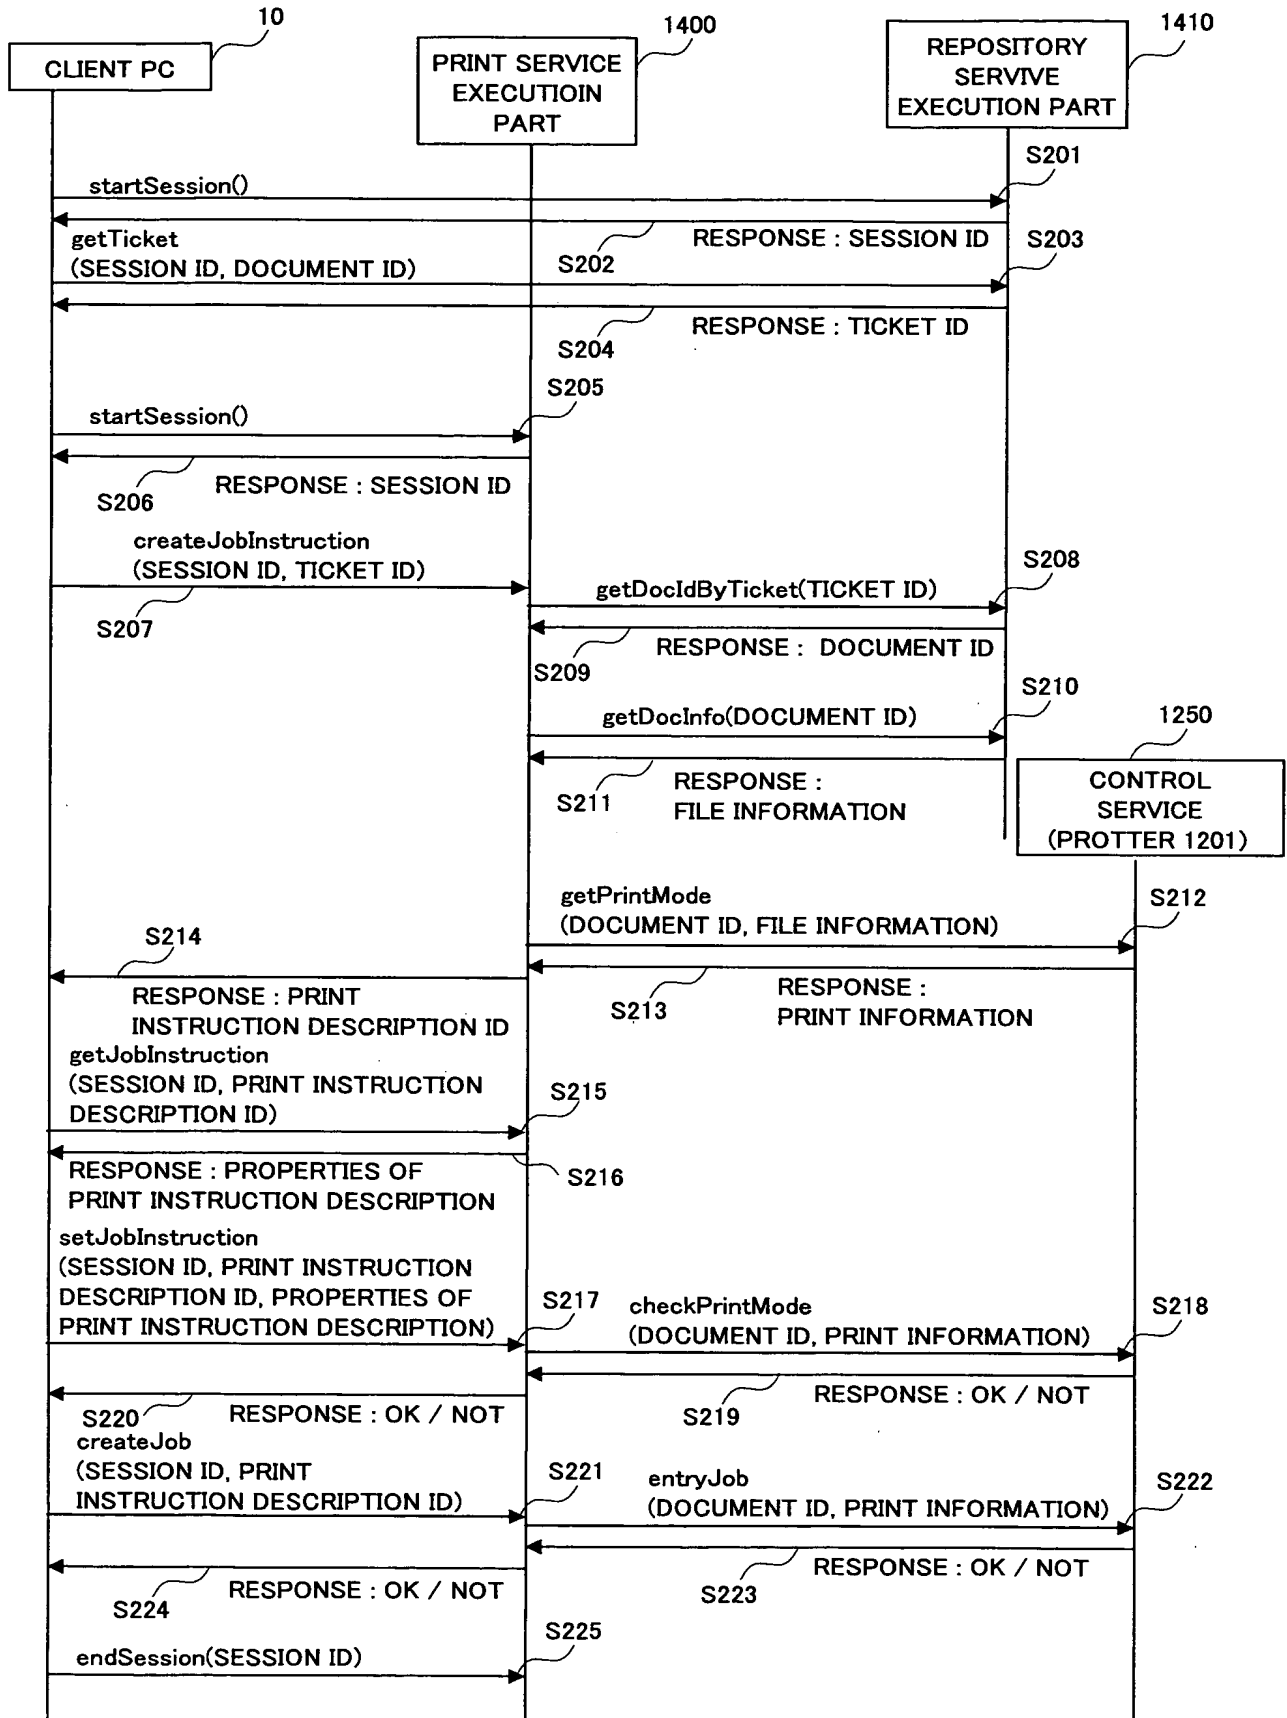 10
1400
1410
CLIENT PC
PRINT SERVICE
EXECUTIOIN
PART
REPOSITORY
SERVIVE
EXECUTION PART
S201
startSession()
RESPONSE : SESSION ID
S202
S203
getTicket
(SESSION ID, DOCUMENT ID)
RESPONSE : TICKET ID
S204
S205
startSession()
RESPONSE : SESSION ID
S206
createJobInstruction
(SESSION ID, TICKET ID)
S207
S208
getDocIdByTicket(TICKET ID)
RESPONSE : DOCUMENT ID
S209
S210
getDocInfo(DOCUMENT ID)
1250
RESPONSE :
FILE INFORMATION
S211
CONTROL
SERVICE
(PROTTER 1201)
getPrintMode
(DOCUMENT ID, FILE INFORMATION)
S212
S214
RESPONSE : PRINT
INSTRUCTION DESCRIPTION ID
S213
RESPONSE :
PRINT INFORMATION
getJobInstruction
(SESSION ID, PRINT INSTRUCTION
DESCRIPTION ID)
S215
RESPONSE : PROPERTIES OF
PRINT INSTRUCTION DESCRIPTION
S216
setJobInstruction
(SESSION ID, PRINT INSTRUCTION
DESCRIPTION ID, PROPERTIES OF
PRINT INSTRUCTION DESCRIPTION)
S217
checkPrintMode
(DOCUMENT ID, PRINT INFORMATION)
S218
RESPONSE : OK / NOT
S219
S220
RESPONSE : OK / NOT
createJob
(SESSION ID, PRINT
INSTRUCTION DESCRIPTION ID)
S221
entryJob
(DOCUMENT ID, PRINT INFORMATION)
S222
RESPONSE : OK / NOT
S223
RESPONSE : OK / NOT
S224
S225
endSession(SESSION ID)